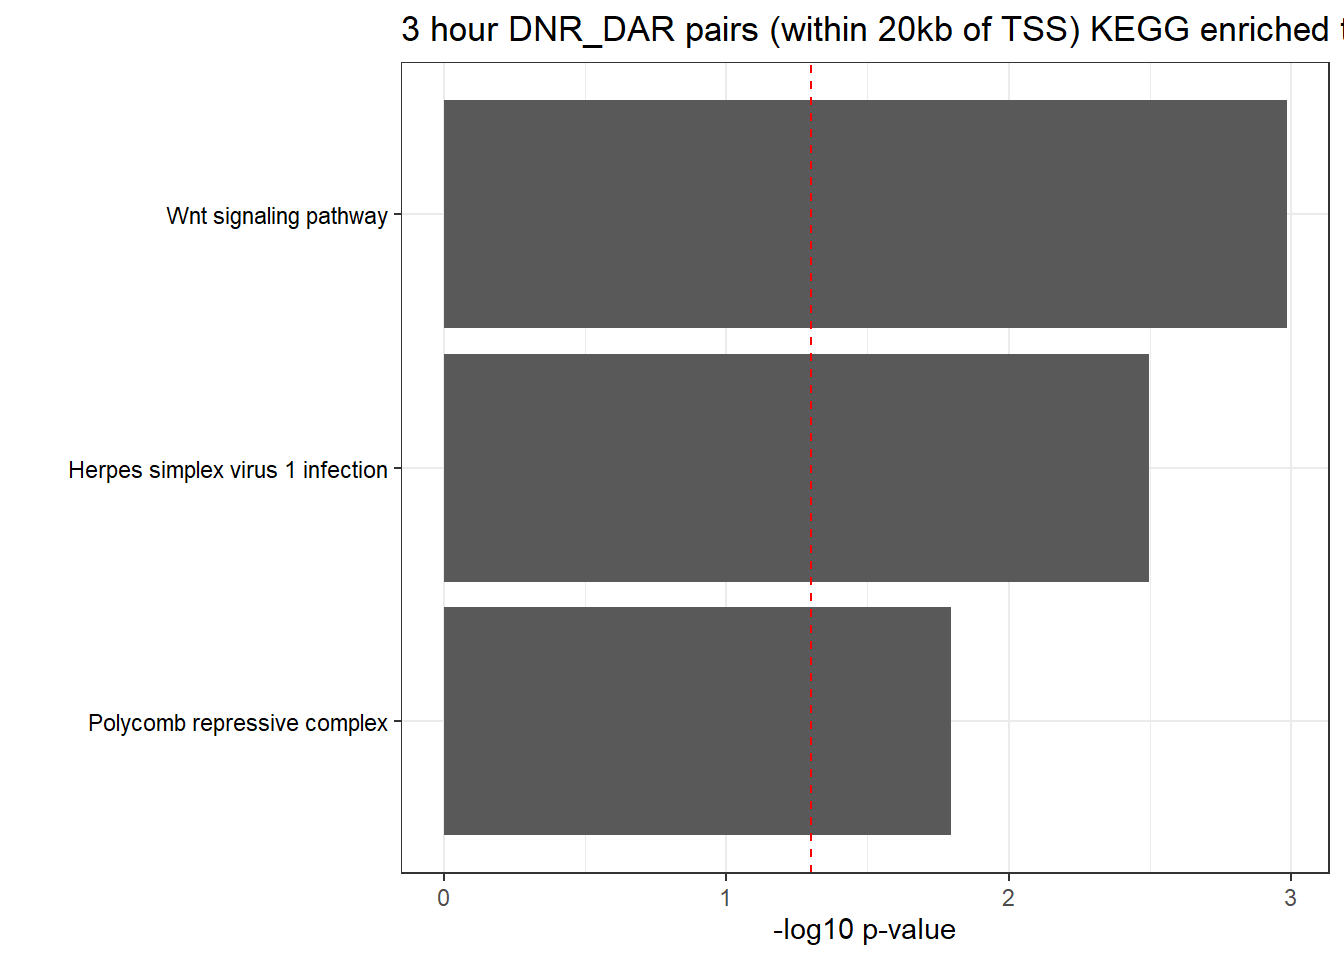 3 hour DNR_DAR pairs (within 20kb of TSS) KEGG enriched
Wnt signaling pathway
Herpes simplex virus 1 infection
Polycomb repressive complex
0 1 2 3
-log10 p-value